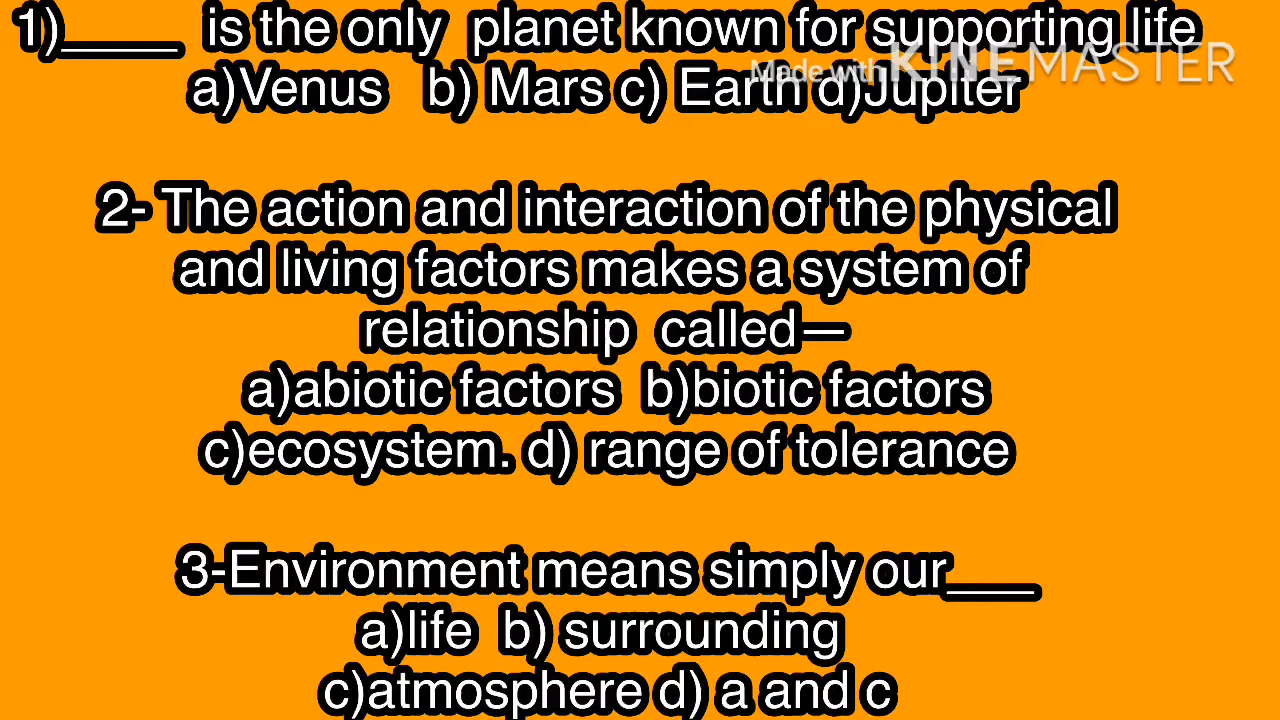 1)____ is the only planet known for supporting life
Made with KINEMASTER
a)Venus b) Mars c) Earth d)Jupiter
2- The action and interaction of the physical
and living factors makes a system of
relationship called—
a)abiotic factors b)biotic factors
c)ecosystem. d) range of tolerance
3-Environment means simply our___
a)life b) surrounding
c)atmosphere d) a and c